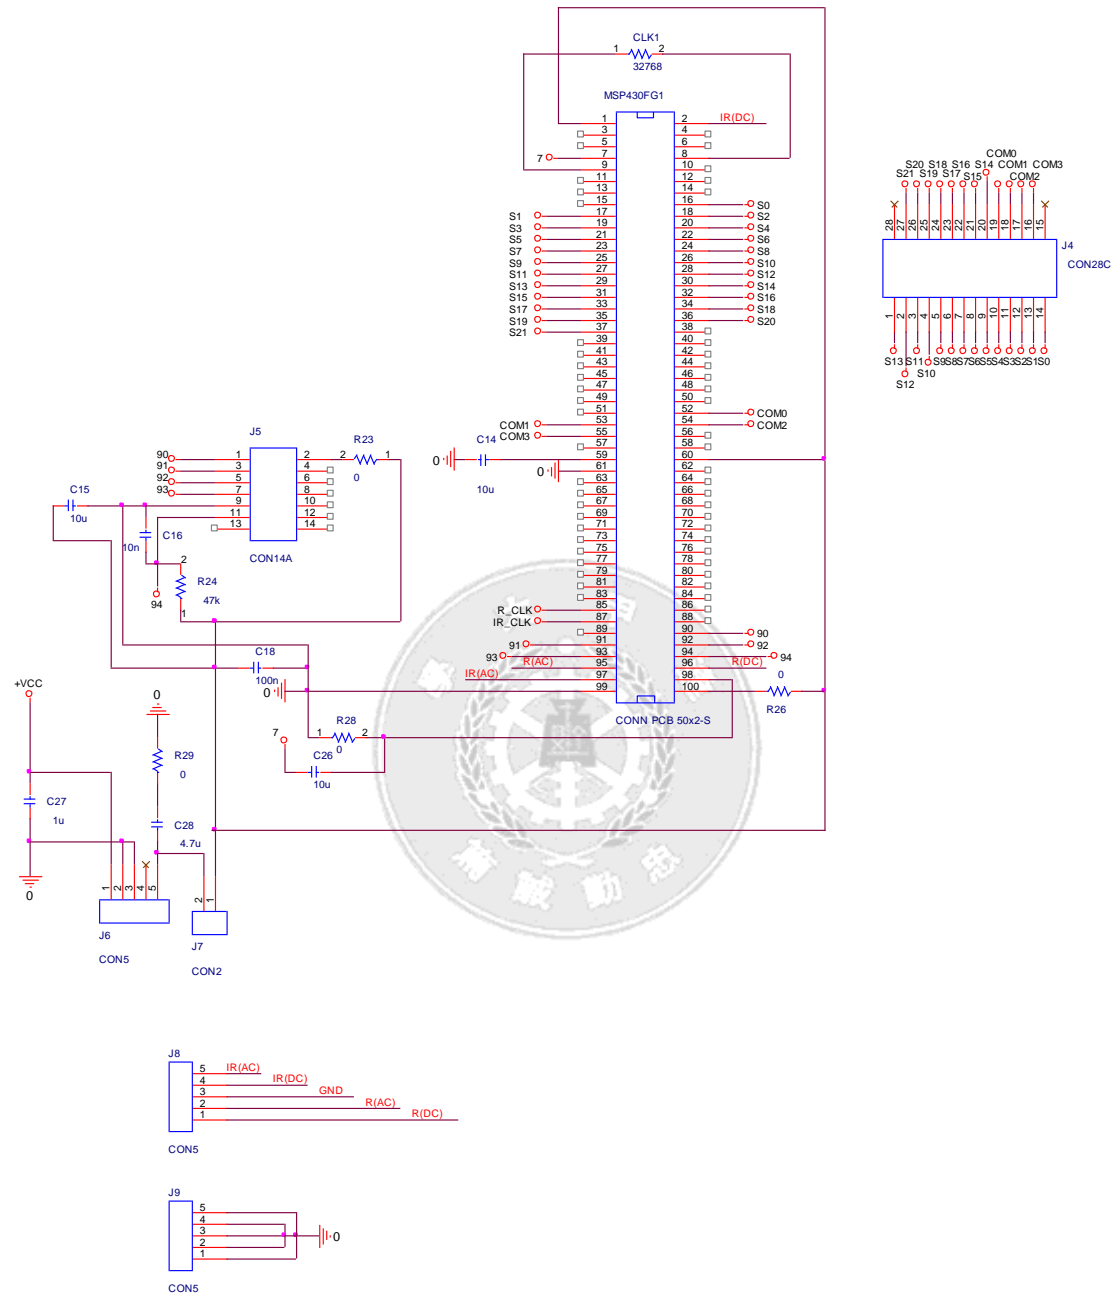 CLK1
1 2
32768
MSP430FG1
1 2 IR(DC)
3 4
5 6
7 7 8
9 10
11 12
13 14
15 16 S0
S1 17 18 S2
S3 19 20 S4
S5 21 22 S6
S7 23 24 S8
S9 25 26 S10
S11 27 28 S12
S13 29 30 S14
S15 31 32 S16
S17 33 34 S18
S19 35 36 S20
S21 37 38
39 40
41 42
43 44
45 46
47 48
49 50
51 52 COM0
COM1 53 54 COM2
COM3 55 56
57 58
59 60
61 62
63 64
65 66
67 68
69 70
71 72
73 74
75 76
77 78
79 80
81 82
83 84
R_CLK 85 86
IR_CLK 87 88
89 90 90
91 91 92 92
93 93 94 94
R(AC) 95 96 R(DC)
IR(AC) 97 98
99 100
CONN PCB 50x2-S
0
R26
C14
0
10u
0
COM0
S20 S18 S16 S14 COM1 COM3
S21 S19 S17 S15 COM2
28 27 26 25 24 23 22 21 20 19 18 17 16 15
J4
CON28C
1 2 3 4 5 6 7 8 9 10 11 12 13 14
S13 S11 S9 S8 S7 S6 S5 S4 S3 S2 S1 S0
S12 S10
J5
90 1 2
91 3 4
92 5 6
93 7 8
9 10
11 12
13 14
CON14A
2 R23 1
0
C15
10u
C16
10n
94
2
R24
47k
1
C18
100n
0
1 R28 2
0
7
C26
10u
+VCC
0
R29
0
C27
1u
C28
4.7u
0
1 2 3 4 5
J6
CON5
2 1
J7
CON2
J8
5 IR(AC)
4 IR(DC)
3 GND
2 R(AC)
1 R(DC)
CON5
J9
5
4
3 0
2
1
CON5